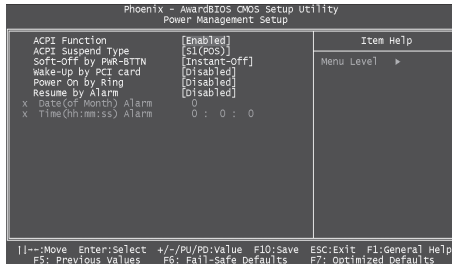 Phoenix - AwardBIOS CMOS Setup Utility
Power Management Setup
ACPI Function [Enabled]
ACPI Suspend Type [S1(POS)]
Soft-Off by PWR-BTTN [Instant-Off]
Wake-Up by PCI card [Disabled]
Power On by Ring [Disabled]
Resume by Alarm [Disabled]
x Date(of Month) Alarm 0
x Time(hh:mm:ss) Alarm 0 : 0 : 0
Item Help
Menu Level ▶
↑↓→←:Move Enter:Select +/-/PU/PD:Value F10:Save ESC:Exit F1:General Help
F5: Previous Values F6: Fail-Safe Defaults F7: Optimized Defaults